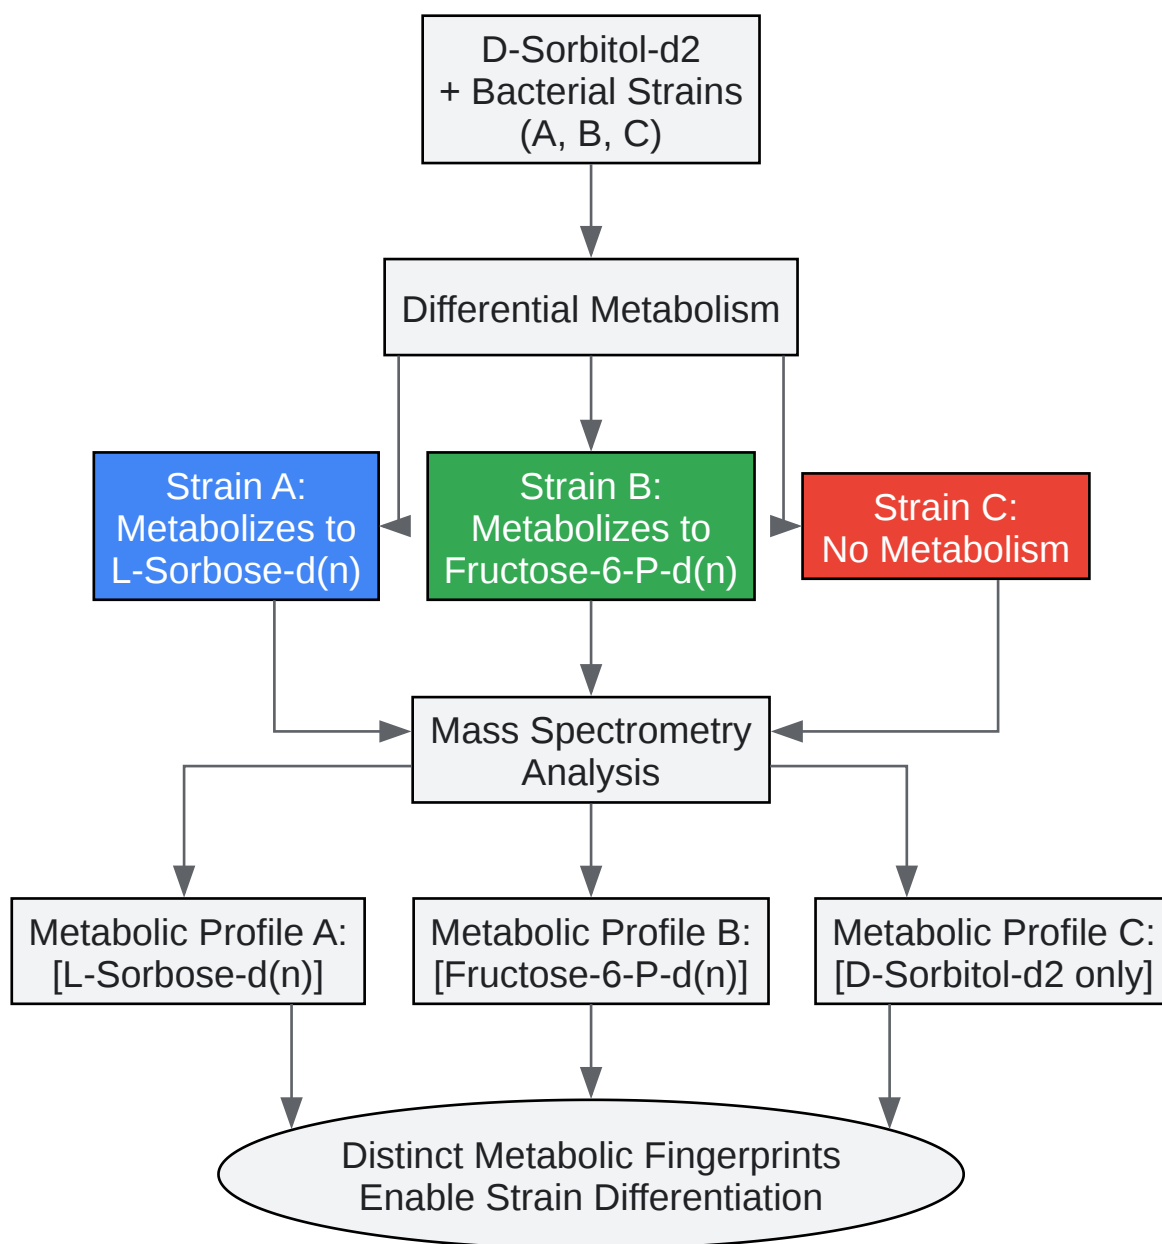 D-Sorbitol-d2
+ Bacterial Strains
(A, B, C)
Differential Metabolism
Strain A:
Metabolizes to
L-Sorbose-d(n)
Strain B:
Metabolizes to
Fructose-6-P-d(n)
Strain C:
No Metabolism
Mass Spectrometry
Analysis
Metabolic Profile A:
[L-Sorbose-d(n)]
Metabolic Profile B:
[Fructose-6-P-d(n)]
Metabolic Profile C:
[D-Sorbitol-d2 only]
Distinct Metabolic Fingerprints
Enable Strain Differentiation